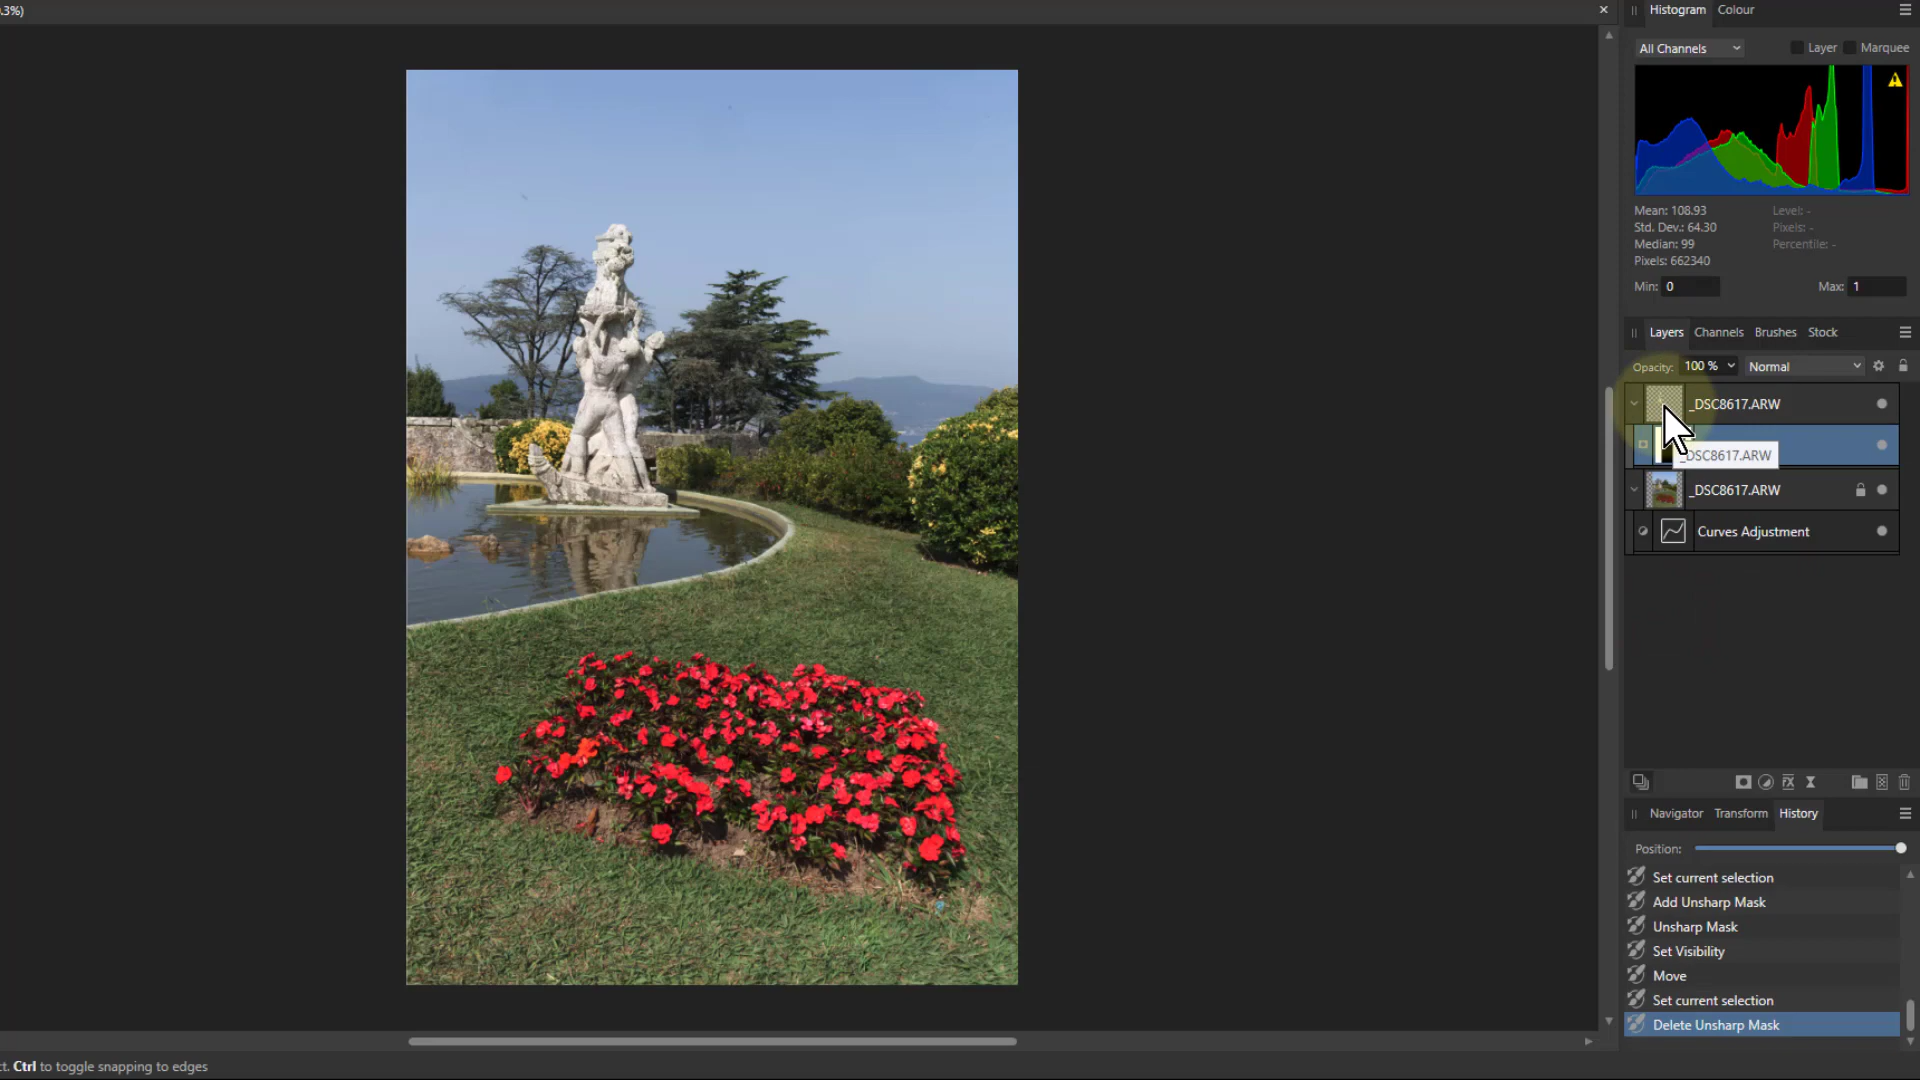 .3%)
Histogram Colour
All Channels Layer Marquee
Mean: 108.93 Level: -
Std. Dev.: 64.30 Pixels: -
Median: 99 Percentile: -
Pixels: 662340
Min: 0 Max: 1
Layers Channels Brushes Stock
Opacity: 100 % Normal
_DSC8617.ARW
_DSC8617.ARW
_DSC8617.ARW
Curves Adjustment
Navigator Transform History
Position:
Set current selection
Add Unsharp Mask
Unsharp Mask
Set Visibility
Move
Set current selection
Delete Unsharp Mask
t. Ctrl to toggle snapping to edges